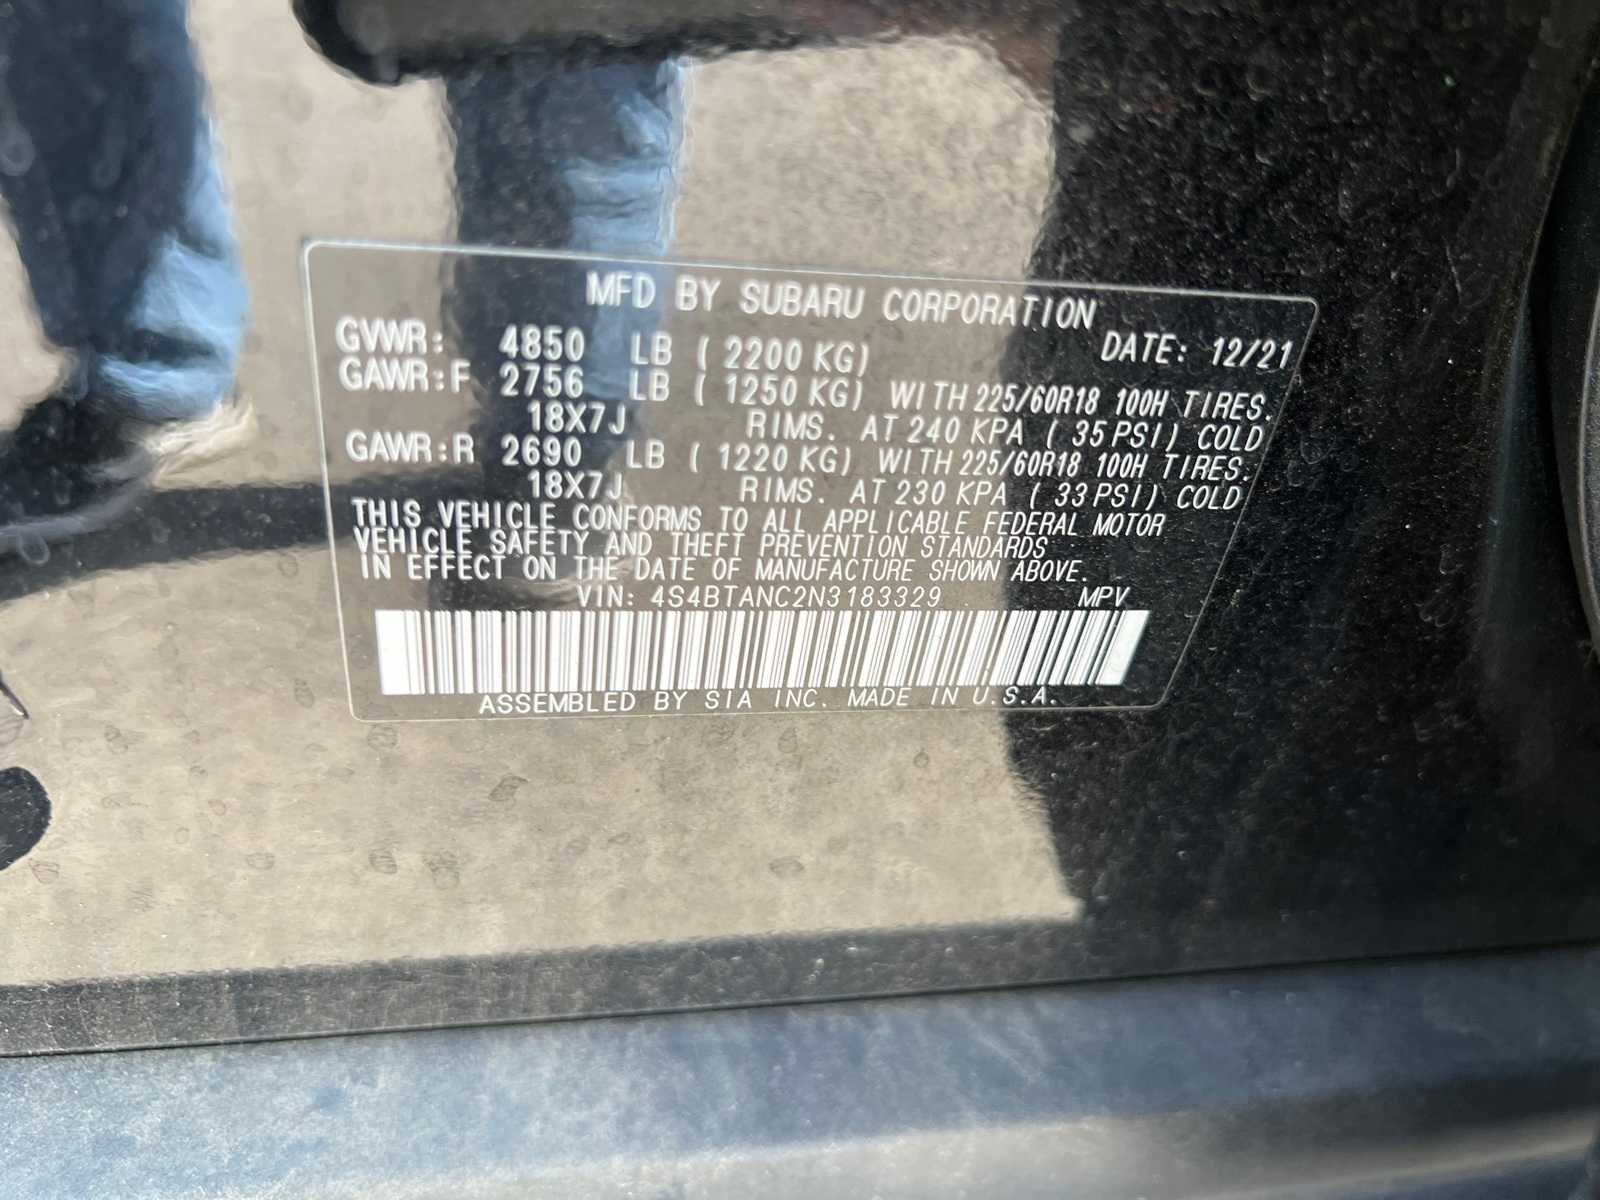 MFD BY SUBARU CORPORATION
GVWR: 4850 LB ( 2200 KG) DATE: 12/21
GAWR:F 2756 LB ( 1250 KG) WITH 225/60R18 100H TIRES.
18X7J RIMS. AT 240 KPA ( 35 PSI) COLD
GAWR:R 2690 LB ( 1220 KG) WITH 225/60R18 100H TIRES.
18X7J RIMS. AT 230 KPA ( 33 PSI) COLD
THIS VEHICLE CONFORMS TO ALL APPLICABLE FEDERAL MOTOR
VEHICLE SAFETY AND THEFT PREVENTION STANDARDS
IN EFFECT ON THE DATE OF MANUFACTURE SHOWN ABOVE.
VIN: 4S4BTANC2N3183329 MPV
ASSEMBLED BY SIA INC. MADE IN U.S.A.